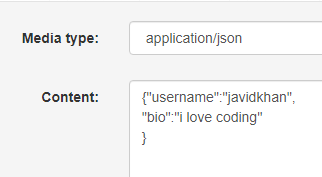 Media type: application/json
Content: {"username":"javidkhan",
"bio":"i love coding"
}